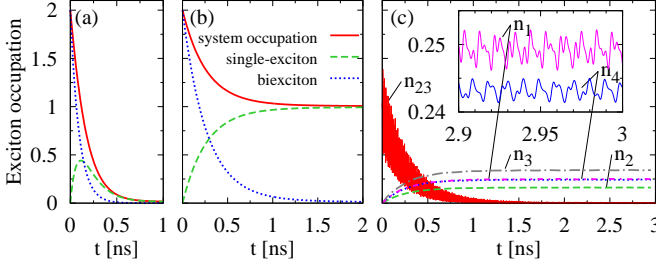 Exciton occupation
2
1.5
1
0.5
0
(a)
0
0.5
1
t [ns]
(b)
system occupation
single-exciton
biexciton
0
0.5
1
1.5
2
t [ns]
(c)
n23
n1
0.25
n4
0.24
2.9
2.95
3
n3
n2
0
0.5
1
1.5
2
2.5
3
t [ns]